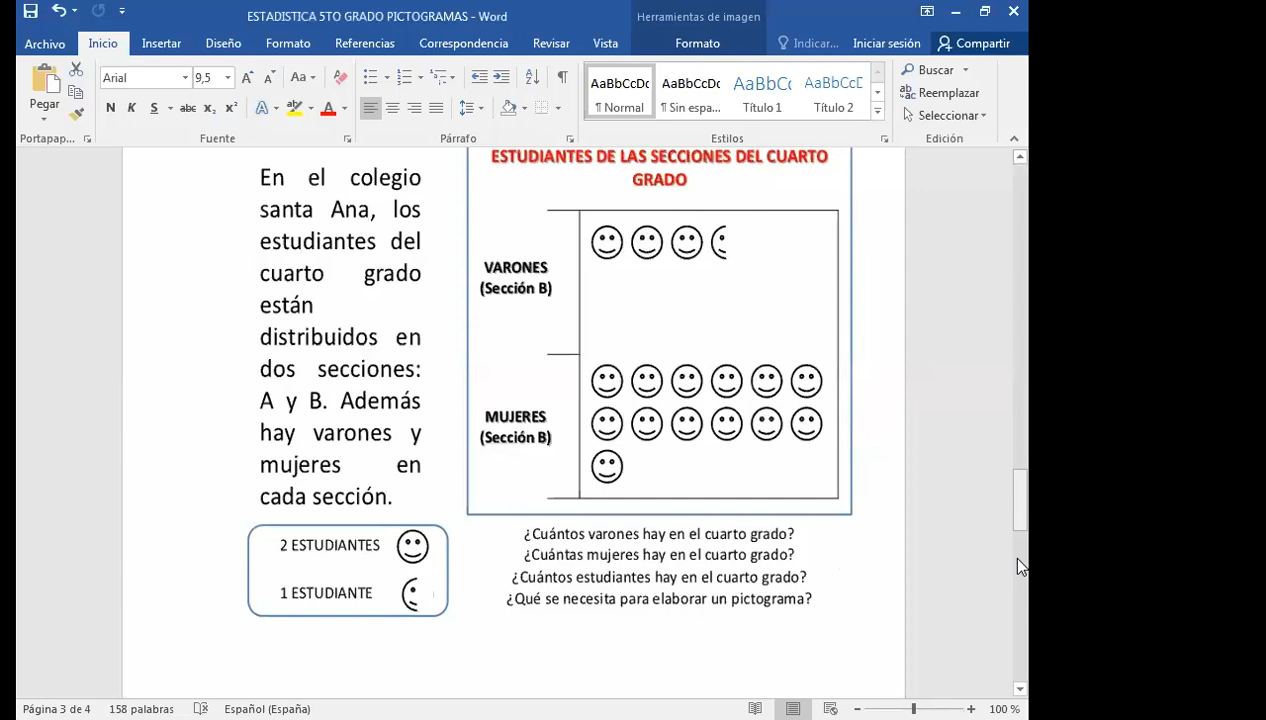 ESTADISTICA 5TO GRADO PICTOGRAMAS - Word
Herramientas de imagen
Archivo
Inicio
Insertar
Diseño
Formato
Referencias
Correspondencia
Revisar
Vista
Formato
Indicar...
Iniciar sesión
Compartir
Pegar
Arial
9,5
Aa
N K S abc x₂ x²
A
AaBbCcDc
AaBbCcDc
AaBbCc
AaBbCcD
¶ Normal
¶ Sin espa...
Título 1
Título 2
Buscar
Reemplazar
Seleccionar
Portapap...
Fuente
Párrafo
Estilos
Edición
En el colegio
santa Ana, los
estudiantes del
cuarto grado
están
distribuidos en
dos secciones:
A y B. Además
hay varones y
mujeres en
cada sección.
2 ESTUDIANTES
1 ESTUDIANTE
ESTUDIANTES DE LAS SECCIONES DEL CUARTO
GRADO
VARONES
(Sección B)
MUJERES
(Sección B)
¿Cuántos varones hay en el cuarto grado?
¿Cuántas mujeres hay en el cuarto grado?
¿Cuántos estudiantes hay en el cuarto grado?
¿Qué se necesita para elaborar un pictograma?
Página 3 de 4
158 palabras
Español (España)
100 %